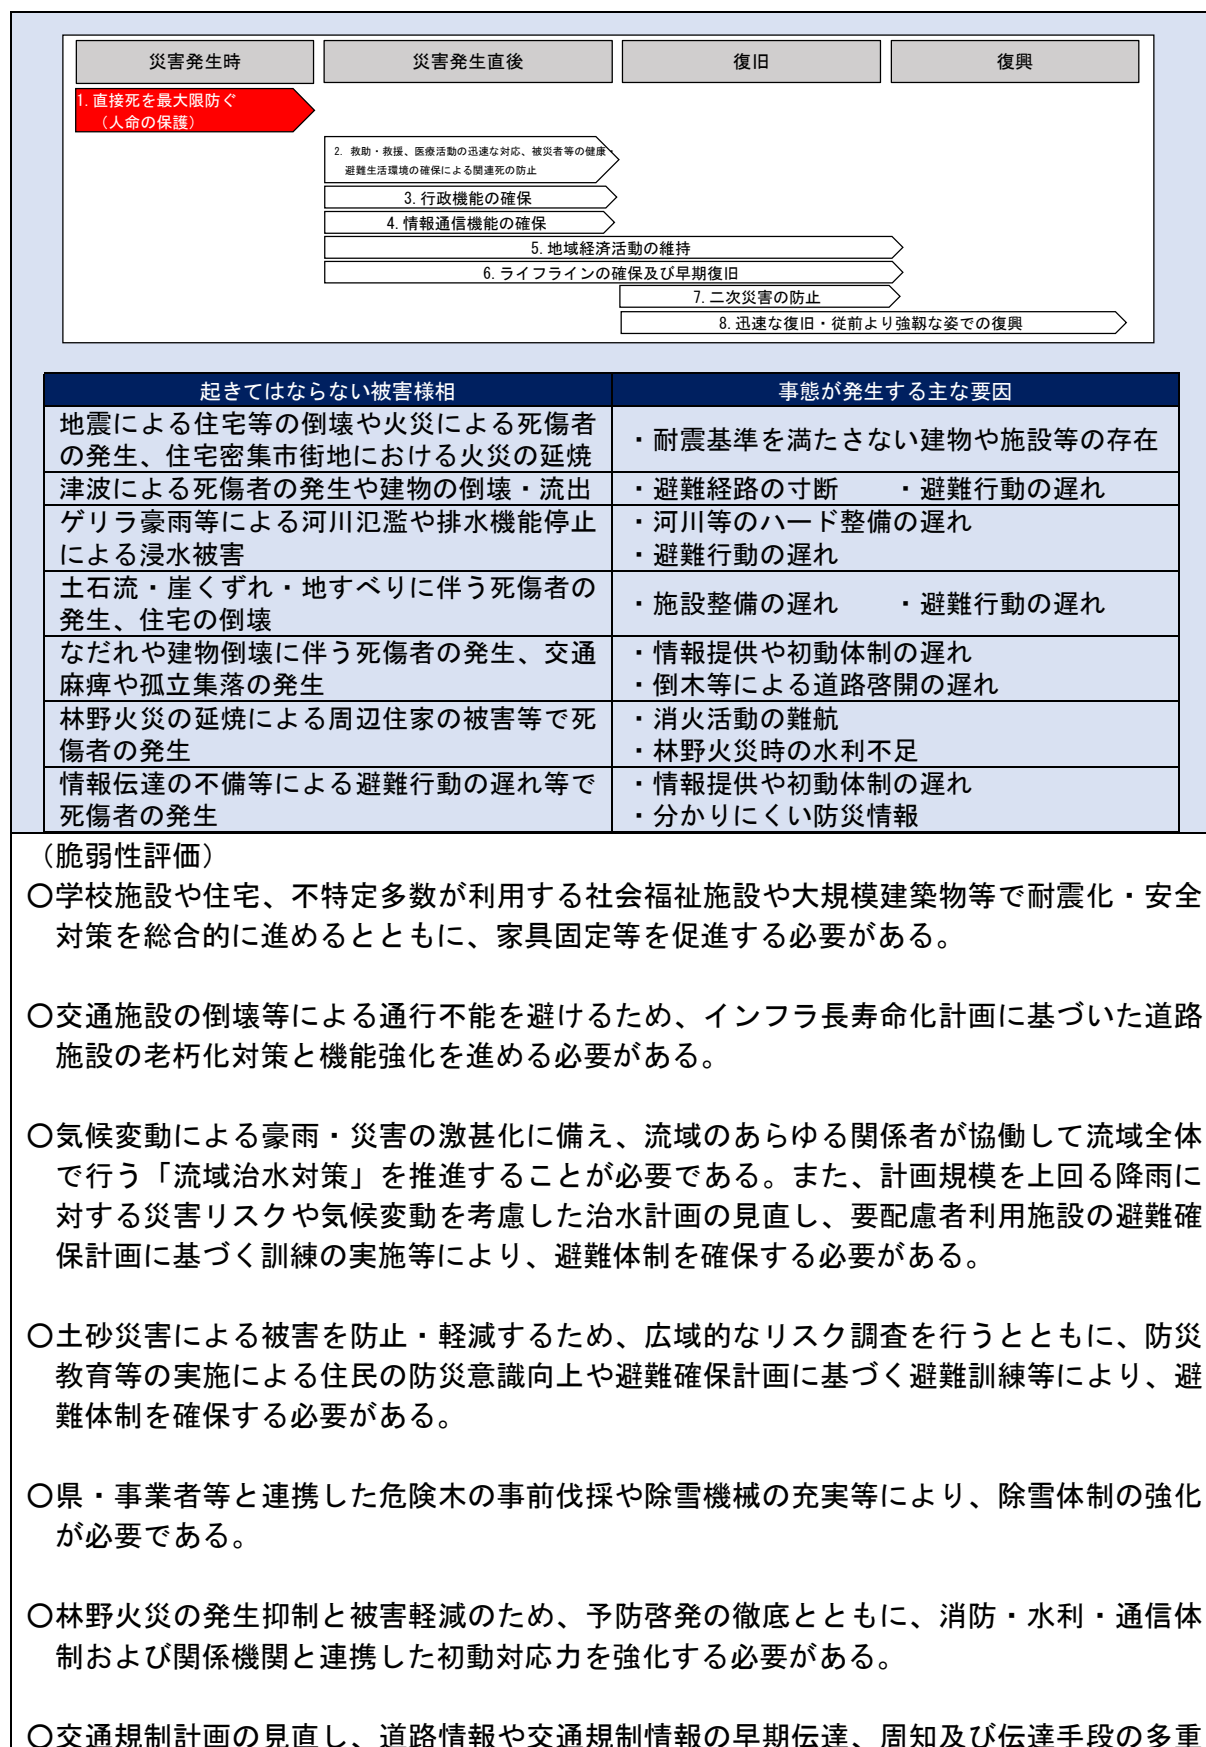 災害発生時
災害発生直後
復旧
復興
1.直接死を最大限防ぐ
（人命の保護）
2. 救助・救援、医療活動の迅速な対応、被災者等の健康・
避難生活環境の確保による関連死の防止
3.行政機能の確保
4.情報通信機能の確保
5.地域経済活動の維持
6.ライフラインの確保及び早期復旧
7.二次災害の防止
8.迅速な復旧・従前より強靱な姿での復興
起きてはならない被害様相
事態が発生する主な要因
地震による住宅等の倒壊や火災による死傷者
の発生、住宅密集市街地における火災の延焼
・耐震基準を満たさない建物や施設等の存在
津波による死傷者の発生や建物の倒壊・流出
・避難経路の寸断　　・避難行動の遅れ
ゲリラ豪雨等による河川氾濫や排水機能停止
による浸水被害
・河川等のハード整備の遅れ
・避難行動の遅れ
土石流・崖くずれ・地すべりに伴う死傷者の
発生、住宅の倒壊
・施設整備の遅れ　　・避難行動の遅れ
なだれや建物倒壊に伴う死傷者の発生、交通
麻痺や孤立集落の発生
・情報提供や初動体制の遅れ
・倒木等による道路啓開の遅れ
林野火災の延焼による周辺住家の被害等で死
傷者の発生
・消火活動の難航
・林野火災時の水利不足
情報伝達の不備等による避難行動の遅れ等で
死傷者の発生
・情報提供や初動体制の遅れ
・分かりにくい防災情報
（脆弱性評価）
〇学校施設や住宅、不特定多数が利用する社会福祉施設や大規模建築物等で耐震化・安全
対策を総合的に進めるとともに、家具固定等を促進する必要がある。
〇交通施設の倒壊等による通行不能を避けるため、インフラ長寿命化計画に基づいた道路
施設の老朽化対策と機能強化を進める必要がある。
〇気候変動による豪雨・災害の激甚化に備え、流域のあらゆる関係者が協働して流域全体
で行う「流域治水対策」を推進することが必要である。また、計画規模を上回る降雨に
対する災害リスクや気候変動を考慮した治水計画の見直し、要配慮者利用施設の避難確
保計画に基づく訓練の実施等により、避難体制を確保する必要がある。
〇土砂災害による被害を防止・軽減するため、広域的なリスク調査を行うとともに、防災
教育等の実施による住民の防災意識向上や避難確保計画に基づく避難訓練等により、避
難体制を確保する必要がある。
〇県・事業者等と連携した危険木の事前伐採や除雪機械の充実等により、除雪体制の強化
が必要である。
〇林野火災の発生抑制と被害軽減のため、予防啓発の徹底とともに、消防・水利・通信体
制および関係機関と連携した初動対応力を強化する必要がある。
〇交通規制計画の見直し、道路情報や交通規制情報の早期伝達、周知及び伝達手段の多重